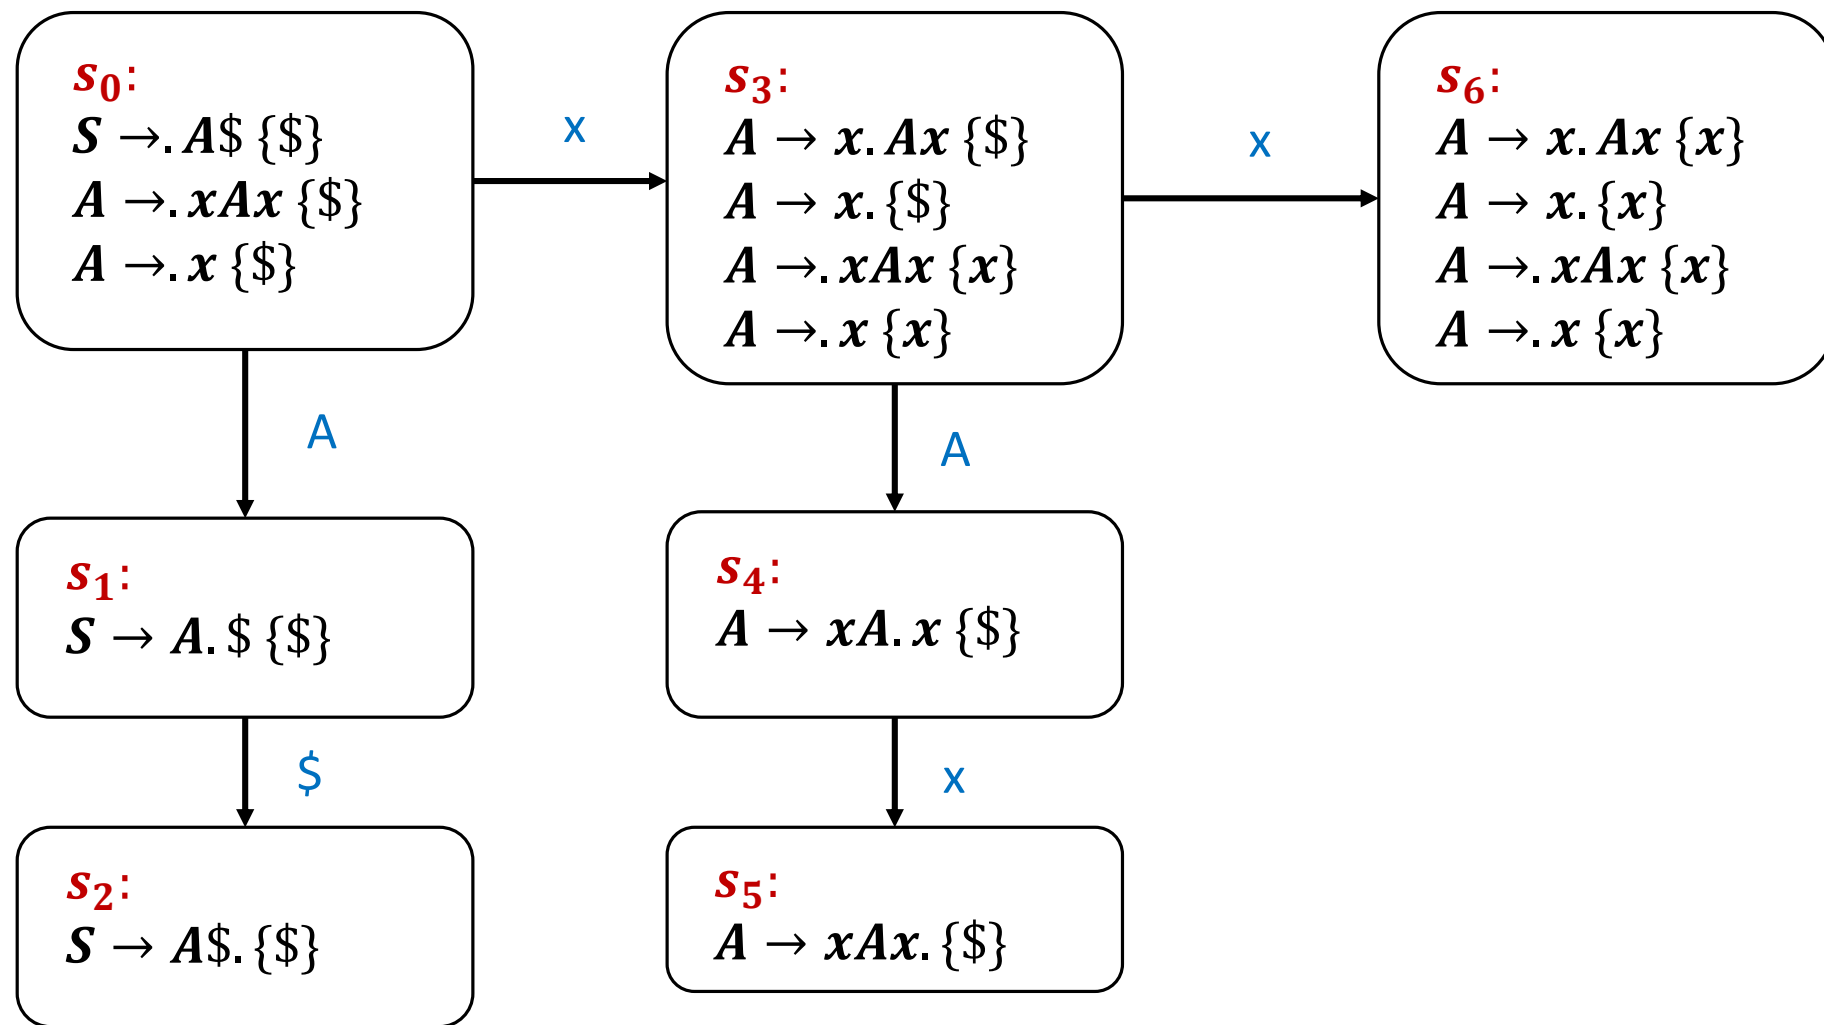 s₀:
S →. A$ {$}
A →. xAx {$}
A →. x {$}
x
s₃:
A → x. Ax {$}
A → x. {$}
A →. xAx {x}
A →. x {x}
x
s₆:
A → x. Ax {x}
A → x. {x}
A →. xAx {x}
A →. x {x}
A
A
s₁:
S → A. $ {$}
s₄:
A → xA. x {$}
$
x
s₂:
S → A$. {$}
s₅:
A → xAx. {$}